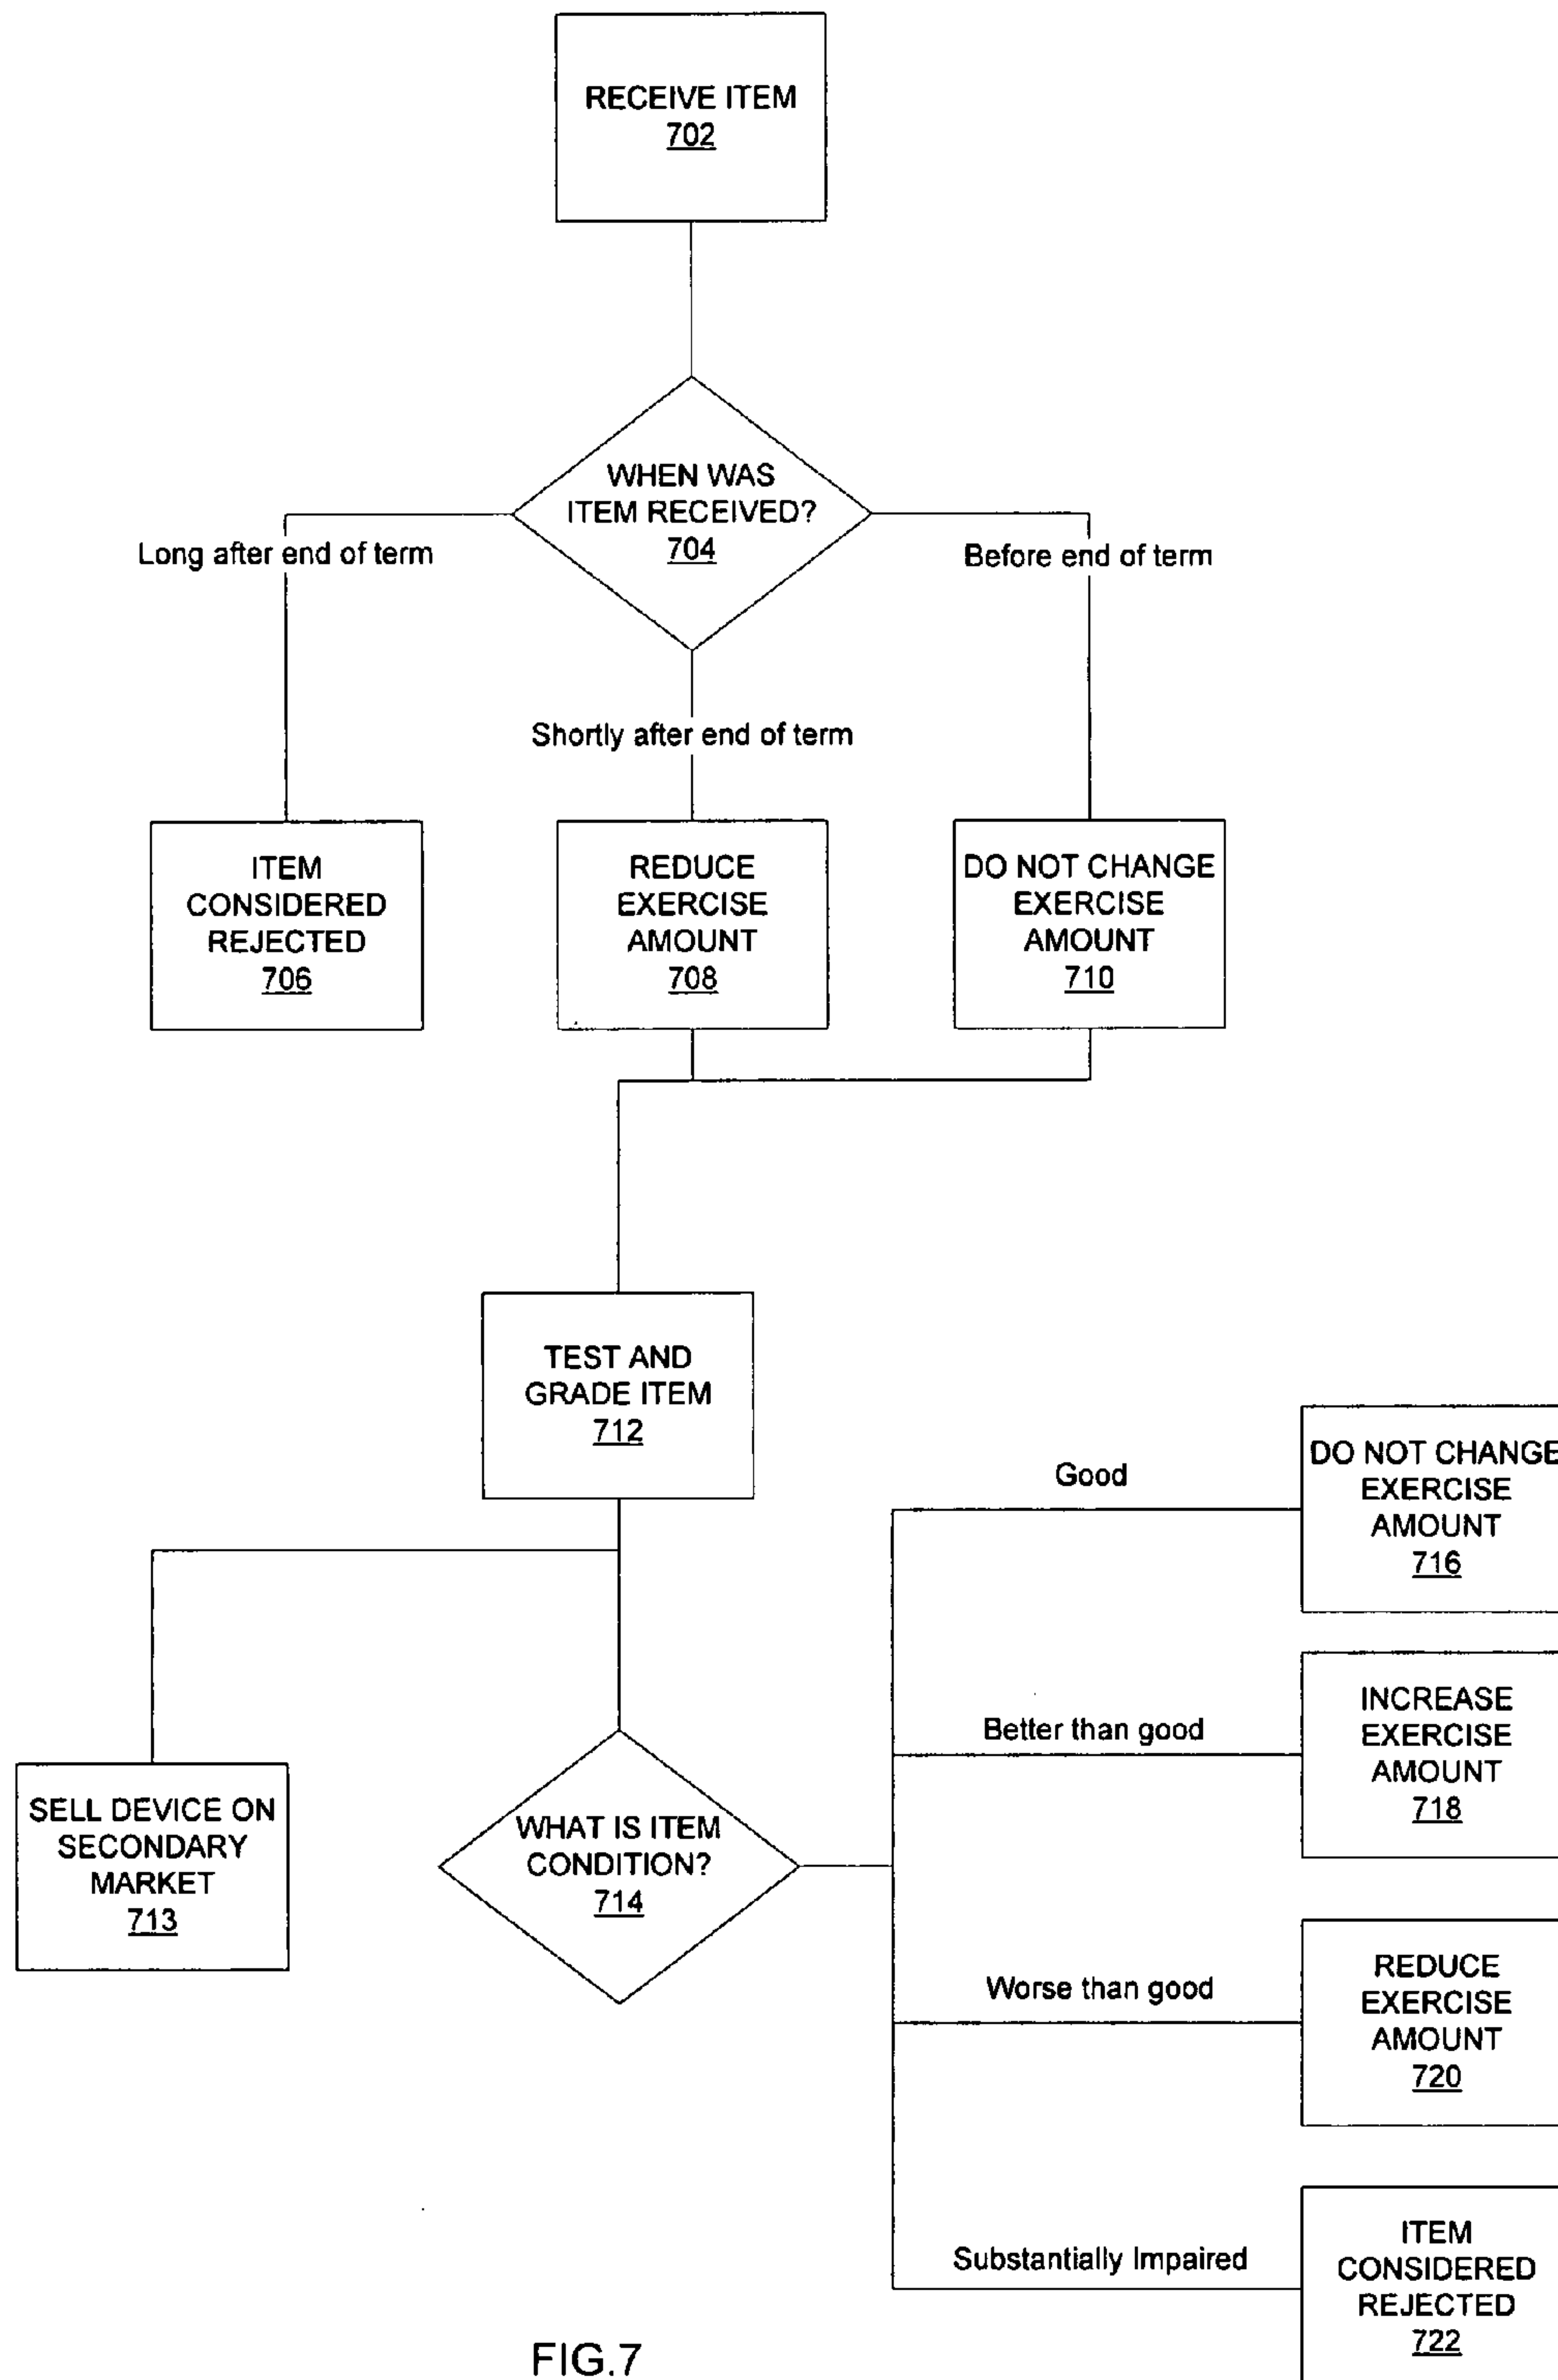 RECEIVE ITEM
702
WHEN WAS
ITEM RECEIVED?
704
Long after end of term
Before end of term
Shortly after end of term
ITEM
CONSIDERED
REJECTED
706
REDUCE
EXERCISE
AMOUNT
708
DO NOT CHANGE
EXERCISE
AMOUNT
710
TEST AND
GRADE ITEM
712
SELL DEVICE ON
SECONDARY
MARKET
713
WHAT IS ITEM
CONDITION?
714
Good
DO NOT CHANGE
EXERCISE
AMOUNT
716
Better than good
INCREASE
EXERCISE
AMOUNT
718
Worse than good
REDUCE
EXERCISE
AMOUNT
720
Substantially Impaired
ITEM
CONSIDERED
REJECTED
722
FIG.7